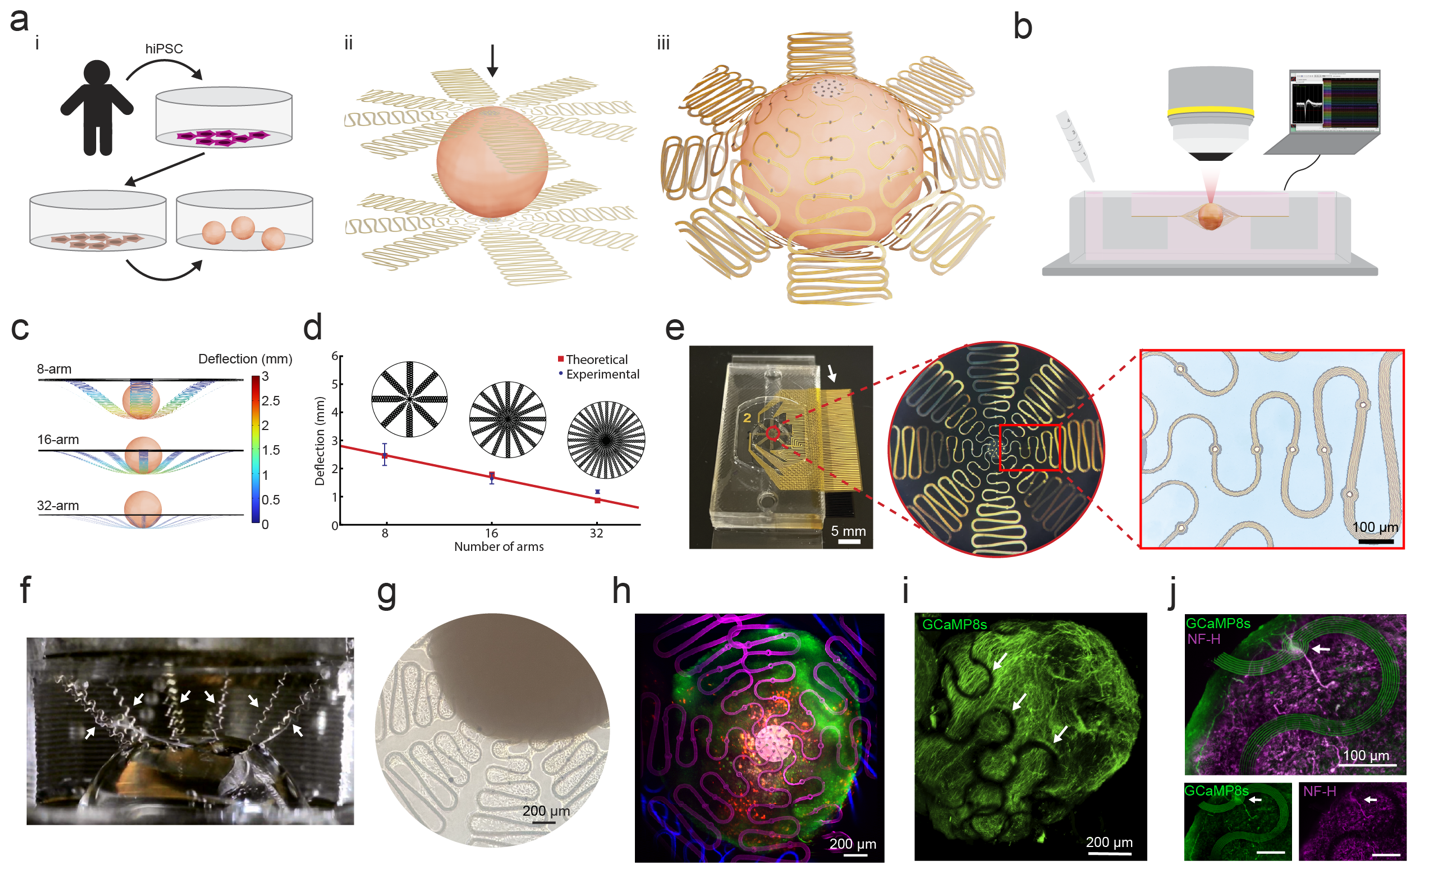 a
i
hiPSC
ii
iii
b
c
Deflection (mm)
8-arm
16-arm
32-arm
3
2.5
2
1.5
1
0.5
0
d
Deflection (mm)
6
5
4
3
2
1
0
Theoretical
Experimental
8
16
32
Number of arms
e
2
5 mm
100 µm
f
g
200 µm
h
200 µm
i
GCaMP8s
200 µm
j
GCaMP8s
NF-H
100 µm
GCaMP8s
NF-H